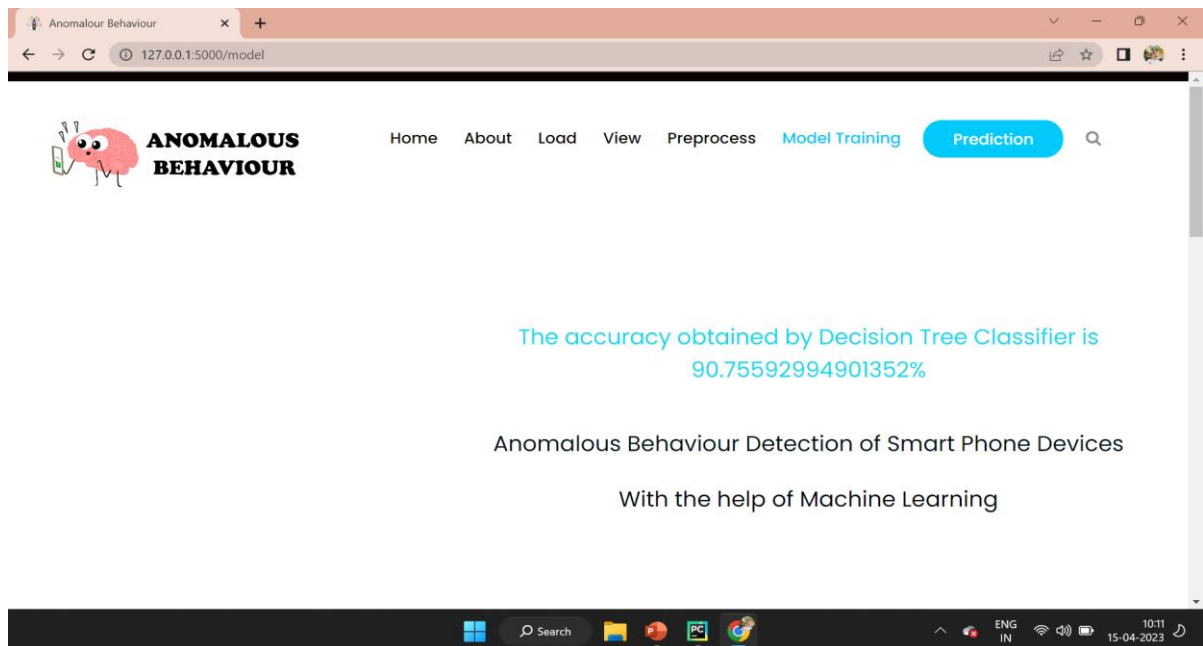 Anomalour Behaviour
127.0.0.1:5000/model
ANOMALOUS
BEHAVIOUR
Home About Load View Preprocess Model Training Prediction
The accuracy obtained by Decision Tree Classifier is
90.75592994901352%
Anomalous Behaviour Detection of Smart Phone Devices
With the help of Machine Learning
Search
PC
ENG
IN
10:11
15-04-2023